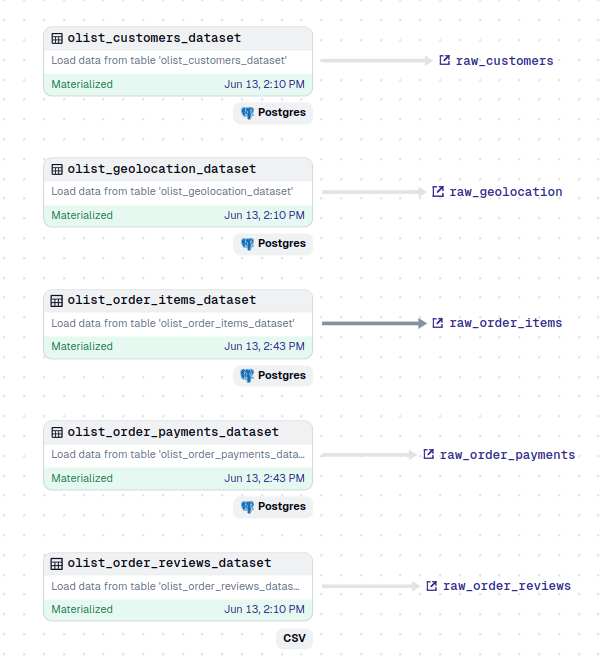 olist_customers_dataset
Load data from table 'olist_customers_dataset'
raw_customers
Materialized Jun 13, 2:10 PM
Postgres
olist_geolocation_dataset
Load data from table 'olist_geolocation_dataset'
raw_geolocation
Materialized Jun 13, 2:10 PM
Postgres
olist_order_items_dataset
Load data from table 'olist_order_items_dataset'
raw_order_items
Materialized Jun 13, 2:43 PM
Postgres
olist_order_payments_dataset
Load data from table 'olist_order_payments_data…
raw_order_payments
Materialized Jun 13, 2:43 PM
Postgres
olist_order_reviews_dataset
Load data from table 'olist_order_reviews_datas…
raw_order_reviews
Materialized Jun 13, 2:10 PM
CSV